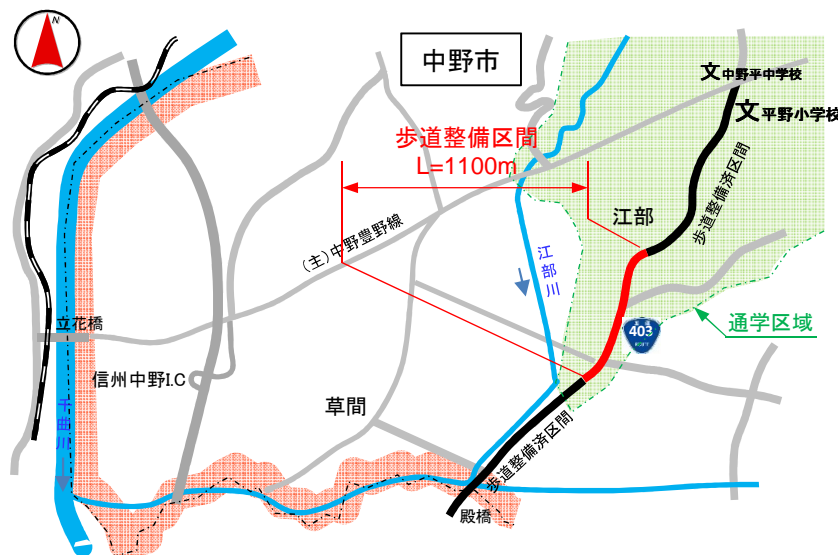 N
中野市
文中野平中学校
文平野小学校
歩道整備区間
L=1100m
歩道整備済区間
江部
(主)中野豊野線
江部川
403
通学区域
立花橋
信州中野I.C
千曲川
草間
歩道整備済区間
殿橋